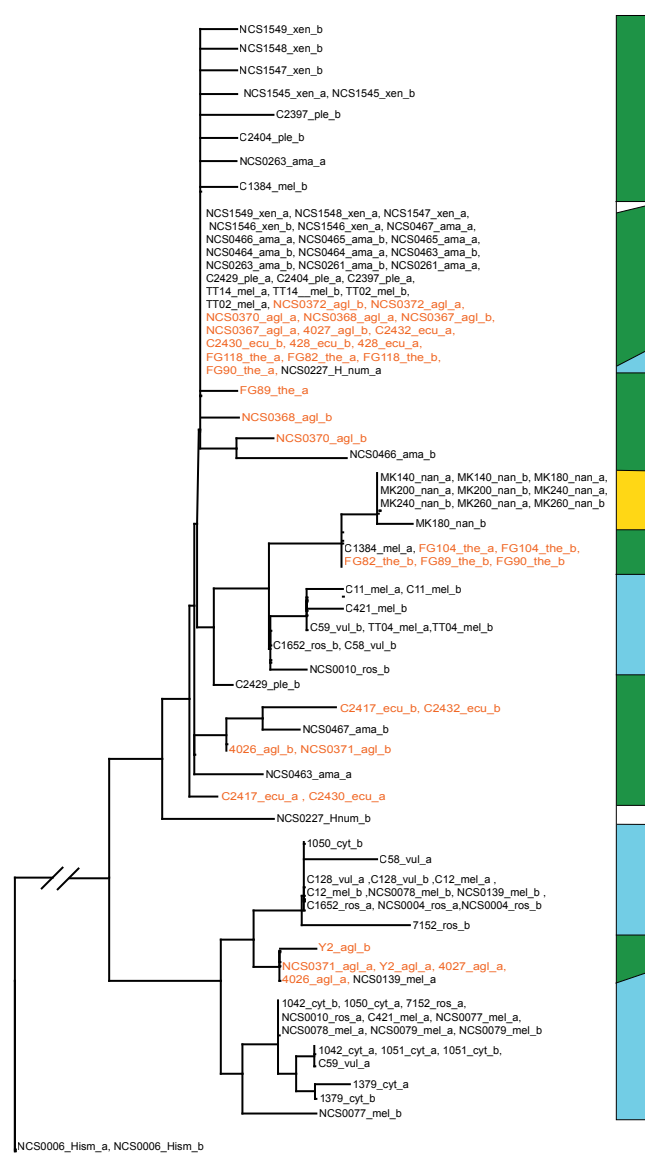 NCS1549_xen_b
NCS1548_xen_b
NCS1547_xen_b
NCS1545_xen_a, NCS1545_xen_b
C2397_ple_b
C2404_ple_b
NCS0263_ama_a
C1384_mel_b
NCS1549_xen_a, NCS1548_xen_a, NCS1547_xen_a,
NCS1546_xen_b, NCS1546_xen_a, NCS0467_ama_a,
NCS0466_ama_a, NCS0465_ama_b, NCS0465_ama_a,
NCS0464_ama_b, NCS0464_ama_a, NCS0463_ama_b,
NCS0263_ama_b, NCS0261_ama_b, NCS0261_ama_a,
C2429_ple_a, C2404_ple_a, C2397_ple_a,
TT14_mel_a, TT14__mel_b, TT02_mel_b,
TT02_mel_a, NCS0372_agl_b, NCS0372_agl_a,
NCS0370_agl_a, NCS0368_agl_a, NCS0367_agl_b,
NCS0367_agl_a, 4027_agl_b, C2432_ecu_a,
C2430_ecu_b, 428_ecu_b, 428_ecu_a,
FG118_the_a, FG82_the_a, FG118_the_b,
FG90_the_a, NCS0227_H_num_a
FG89_the_a
NCS0368_agl_b
NCS0370_agl_b
NCS0466_ama_b
MK140_nan_a, MK140_nan_b, MK180_nan_a,
MK200_nan_a, MK200_nan_b, MK240_nan_a,
MK240_nan_b, MK260_nan_a, MK260_nan_b
MK180_nan_b
C1384_mel_a, FG104_the_a, FG104_the_b,
FG82_the_b, FG89_the_b, FG90_the_b
C11_mel_a, C11_mel_b
C421_mel_b
C59_vul_b, TT04_mel_a,TT04_mel_b
C1652_ros_b, C58_vul_b
NCS0010_ros_b
C2429_ple_b
C2417_ecu_b, C2432_ecu_b
NCS0467_ama_b
4026_agl_b, NCS0371_agl_b
NCS0463_ama_a
C2417_ecu_a , C2430_ecu_a
NCS0227_Hnum_b
1050_cyt_b
C58_vul_a
C128_vul_a ,C128_vul_b ,C12_mel_a ,
C12_mel_b ,NCS0078_mel_b, NCS0139_mel_b ,
C1652_ros_a, NCS0004_ros_a,NCS0004_ros_b
7152_ros_b
Y2_agl_b
NCS0371_agl_a, Y2_agl_a, 4027_agl_a,
4026_agl_a, NCS0139_mel_a
1042_cyt_b, 1050_cyt_a, 7152_ros_a,
NCS0010_ros_a, C421_mel_a, NCS0077_mel_a,
NCS0078_mel_a, NCS0079_mel_a, NCS0079_mel_b
1042_cyt_a, 1051_cyt_a, 1051_cyt_b,
C59_vul_a
1379_cyt_a
1379_cyt_b
NCS0077_mel_b
NCS0006_Hism_a, NCS0006_Hism_b